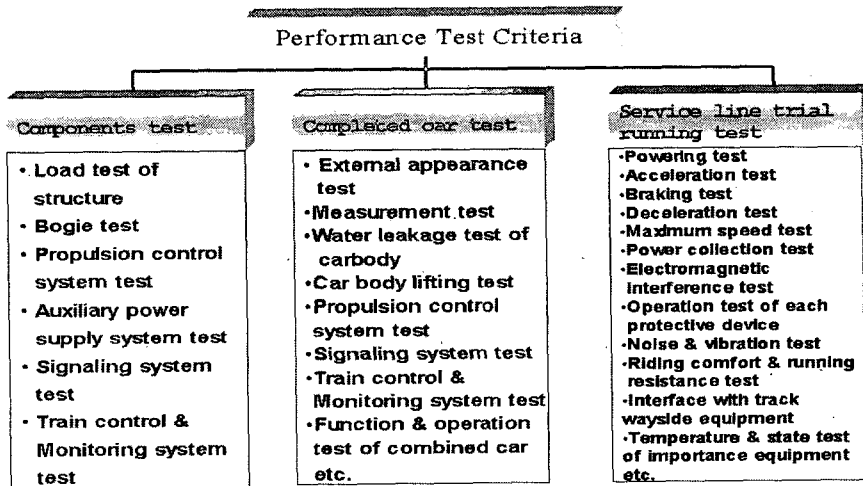 Performance Test Criteria
Components test
• Load test of
structure
• Bogie test
• Propulsion control
system test
• Auxiliary power
supply system test
• Signaling system
test
• Train control &
Monitoring system
test
Completed car test
• External appearance
test
•Measurement test
•Water leakage test of
carbody
•Car body lifting test
•Propulsion control
system test
•Signaling system test
•Train control &
Monitoring system test
•Function & operation
test of combined car
etc.
Service line trial
running test
•Powering test
•Acceleration test
•Braking test
•Deceleration test
•Maximum speed test
•Power collection test
•Electromagnetic
interference test
•Operation test of each
protective device
•Noise & vibration test
•Riding comfort & running
resistance test
•Interface with track
wayside equipment
•Temperature & state test
of importance equipment
etc.